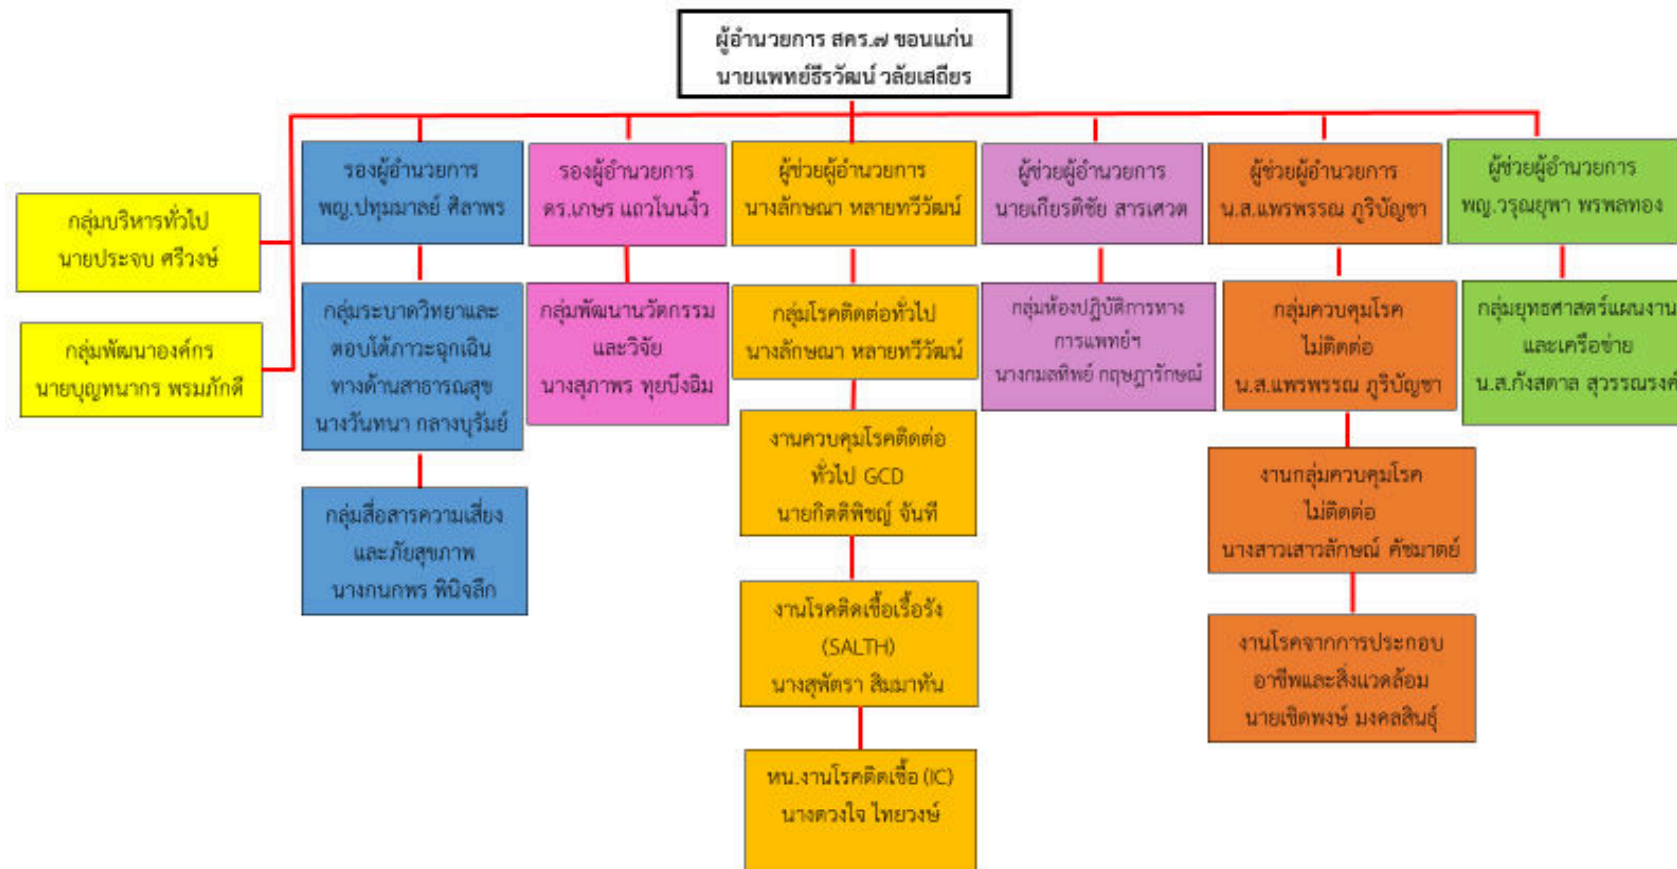 ผู้อำนวยการ สคร.๗ ขอนแก่น
นายแพทย์ธีรวัฒน์ วลัยเสถียร
รองผู้อำนวยการ
พญ.ปทุมมาลย์ ศิลาพร
รองผู้อำนวยการ
ดร.เกษร แถวโนนงิ้ว
ผู้ช่วยผู้อำนวยการ
นางลักษณา หลายทวีวัฒน์
ผู้ช่วยผู้อำนวยการ
นายเกียรติชัย สารเศวต
ผู้ช่วยผู้อำนวยการ
น.ส.แพรพรรณ ภูริบัญชา
ผู้ช่วยผู้อำนวยการ
พญ.วรุณยุพา พรพลทอง
กลุ่มบริหารทั่วไป
นายประจบ ศรีวงษ์
กลุ่มพัฒนาองค์กร
นายบุญทนากร พรมภักดี
กลุ่มระบาดวิทยาและ
ตอบโต้ภาวะฉุกเฉิน
ทางด้านสาธารณสุข
นางวันทนา กลางบุรัมย์
กลุ่มพัฒนานวัตกรรม
และวิจัย
นางสุภาพร ทุยบึงฉิม
กลุ่มโรคติดต่อทั่วไป
นางลักษณา หลายทวีวัฒน์
กลุ่มห้องปฏิบัติการทาง
การแพทย์ฯ
นางกมลทิพย์ กฤษฎารักษณ์
กลุ่มควบคุมโรค
ไม่ติดต่อ
น.ส.แพรพรรณ ภูริบัญชา
กลุ่มยุทธศาสตร์แผนงาน
และเครือข่าย
น.ส.กังสดาล สุวรรณรงค์
กลุ่มสื่อสารความเสี่ยง
และภัยสุขภาพ
นางกนกพร พินิจลึก
งานควบคุมโรคติดต่อ
ทั่วไป GCD
นายกิตติพิชญ์ จันที
งานกลุ่มควบคุมโรค
ไม่ติดต่อ
นางสาวเสาวลักษณ์ คัชมาตย์
งานโรคติดเชื้อเรื้อรัง
(SALTH)
นางสุพัตรา สิมมาทัน
งานโรคจากการประกอบ
อาชีพและสิ่งแวดล้อม
นายเชิดพงษ์ มงคลสินธุ์
หน.งานโรคติดเชื้อ (IC)
นางดวงใจ ไทยวงษ์